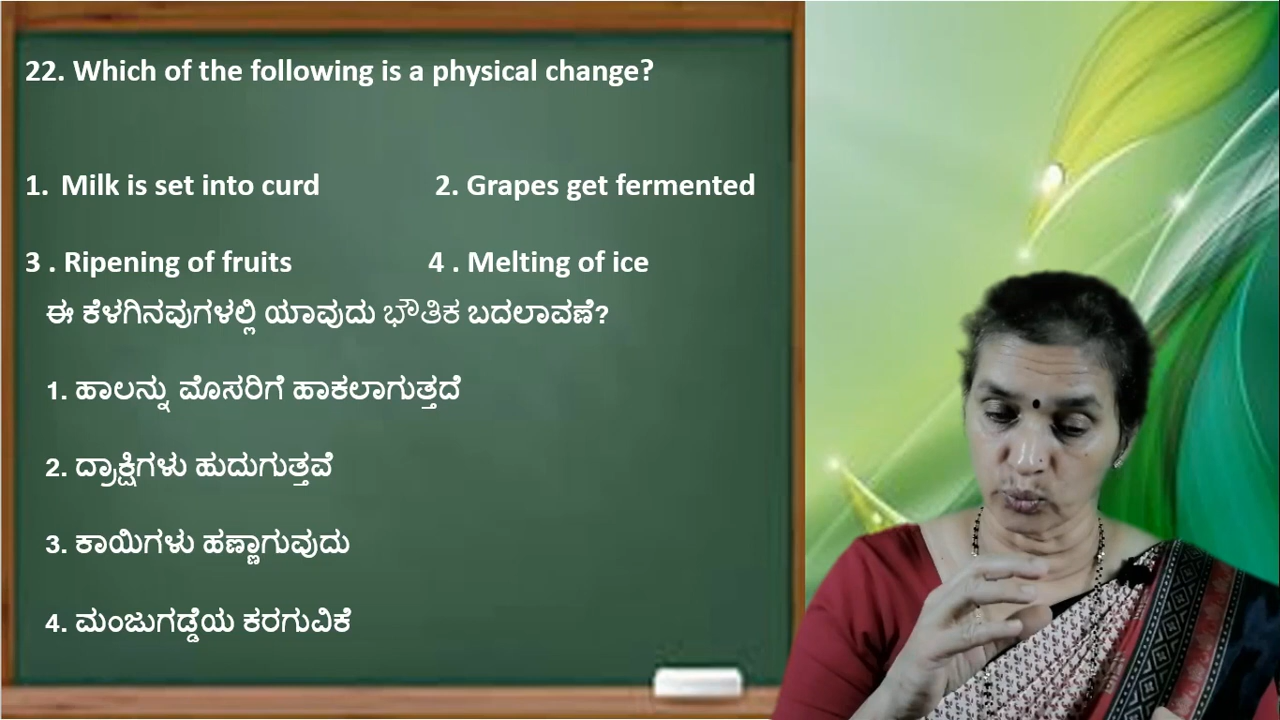 22. Which of the following is a physical change?
1. Milk is set into curd 2. Grapes get fermented
3 . Ripening of fruits 4 . Melting of ice
ಈ ಕೆಳಗಿನವುಗಳಲ್ಲಿ ಯಾವುದು ಭೌತಿಕ ಬದಲಾವಣೆ?
1. ಹಾಲನ್ನು ಮೊಸರಿಗೆ ಹಾಕಲಾಗುತ್ತದೆ
2. ದ್ರಾಕ್ಷಿಗಳು ಹುದುಗುತ್ತವೆ
3. ಕಾಯಿಗಳು ಹಣ್ಣಾಗುವುದು
4. ಮಂಜುಗಡ್ಡೆಯ ಕರಗುವಿಕೆ